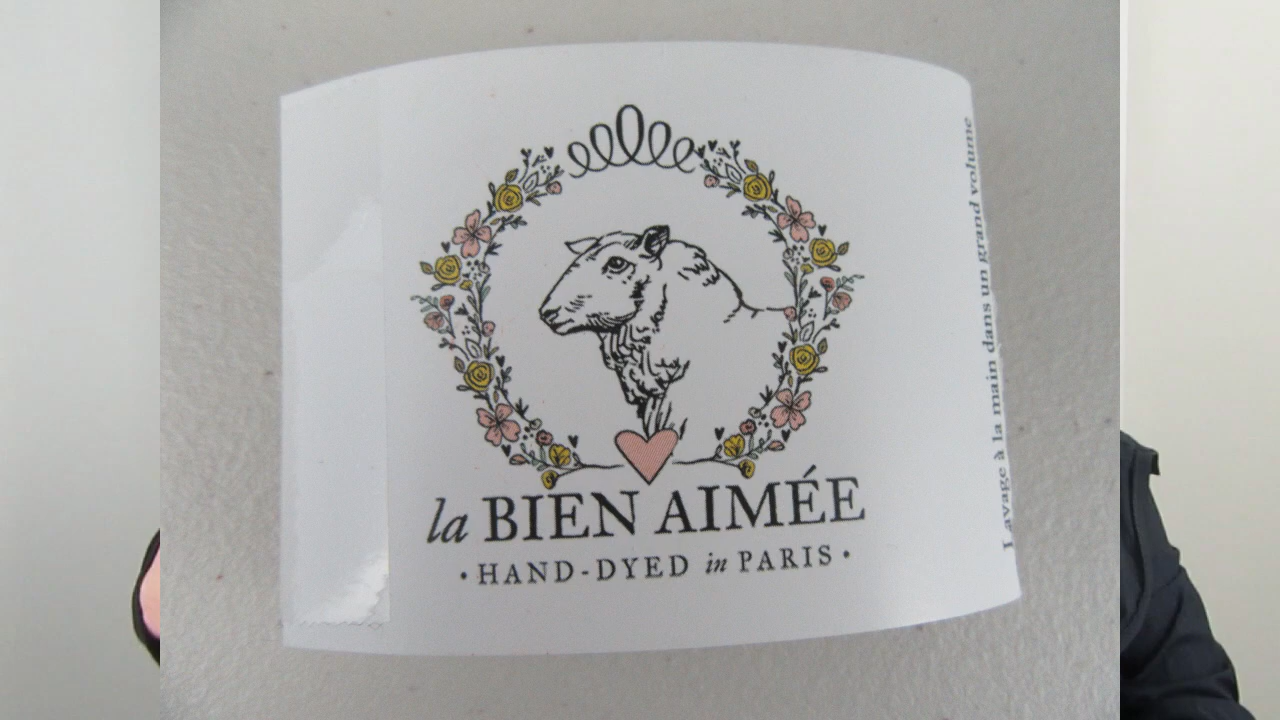 la BIEN AIMÉE
• HAND-DYED in PARIS •
Lavage à la main dans un grand volume